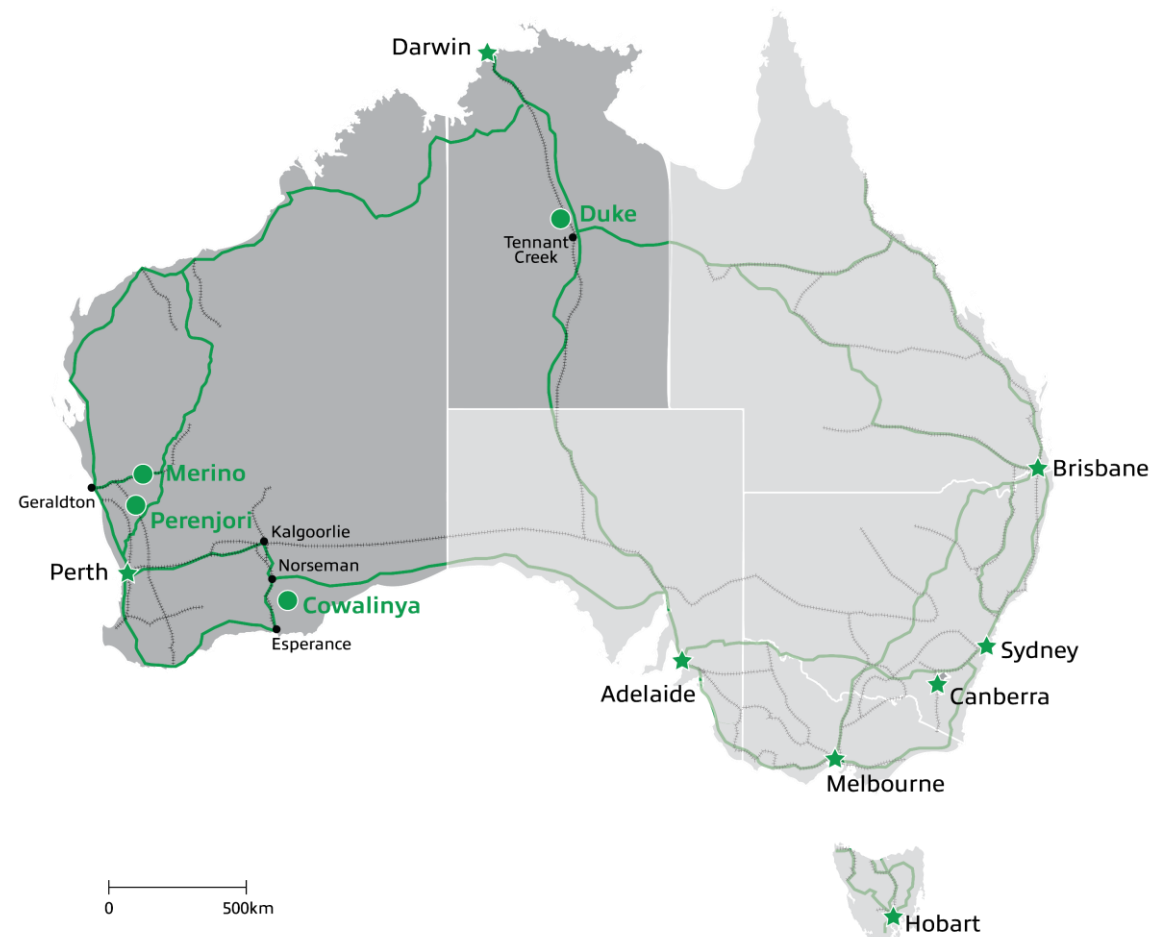 Darwin
Duke
Tennant
Creek
Merino
Brisbane
Geraldton
Perenjori
Kalgoorlie
Norseman
Perth
Cowalinya
Esperance
Sydney
Adelaide
Canberra
Melbourne
0
500km
Hobart